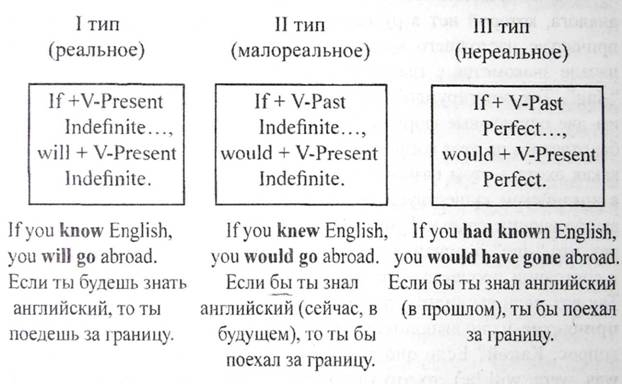 I тип
(реальное)
If +V-Present
Indefinite...,
will + V-Present
Indefinite.
If you know English,
you will go abroad.
Если ты будешь знать
английский, то ты
поедешь за границу.
II тип
(малореальное)
If + V-Past
Indefinite...,
would + V-Present
Indefinite.
If you knew English,
you would go abroad.
Если бы ты знал
английский (сейчас, в
будущем), то ты бы
поехал за границу.
III тип
(нереальное)
If + V-Past
Perfect...,
would + V-Present
Perfect.
If you had known English,
you would have gone abroad.
Если бы ты знал английский
(в прошлом), ты бы поехал
за границу.